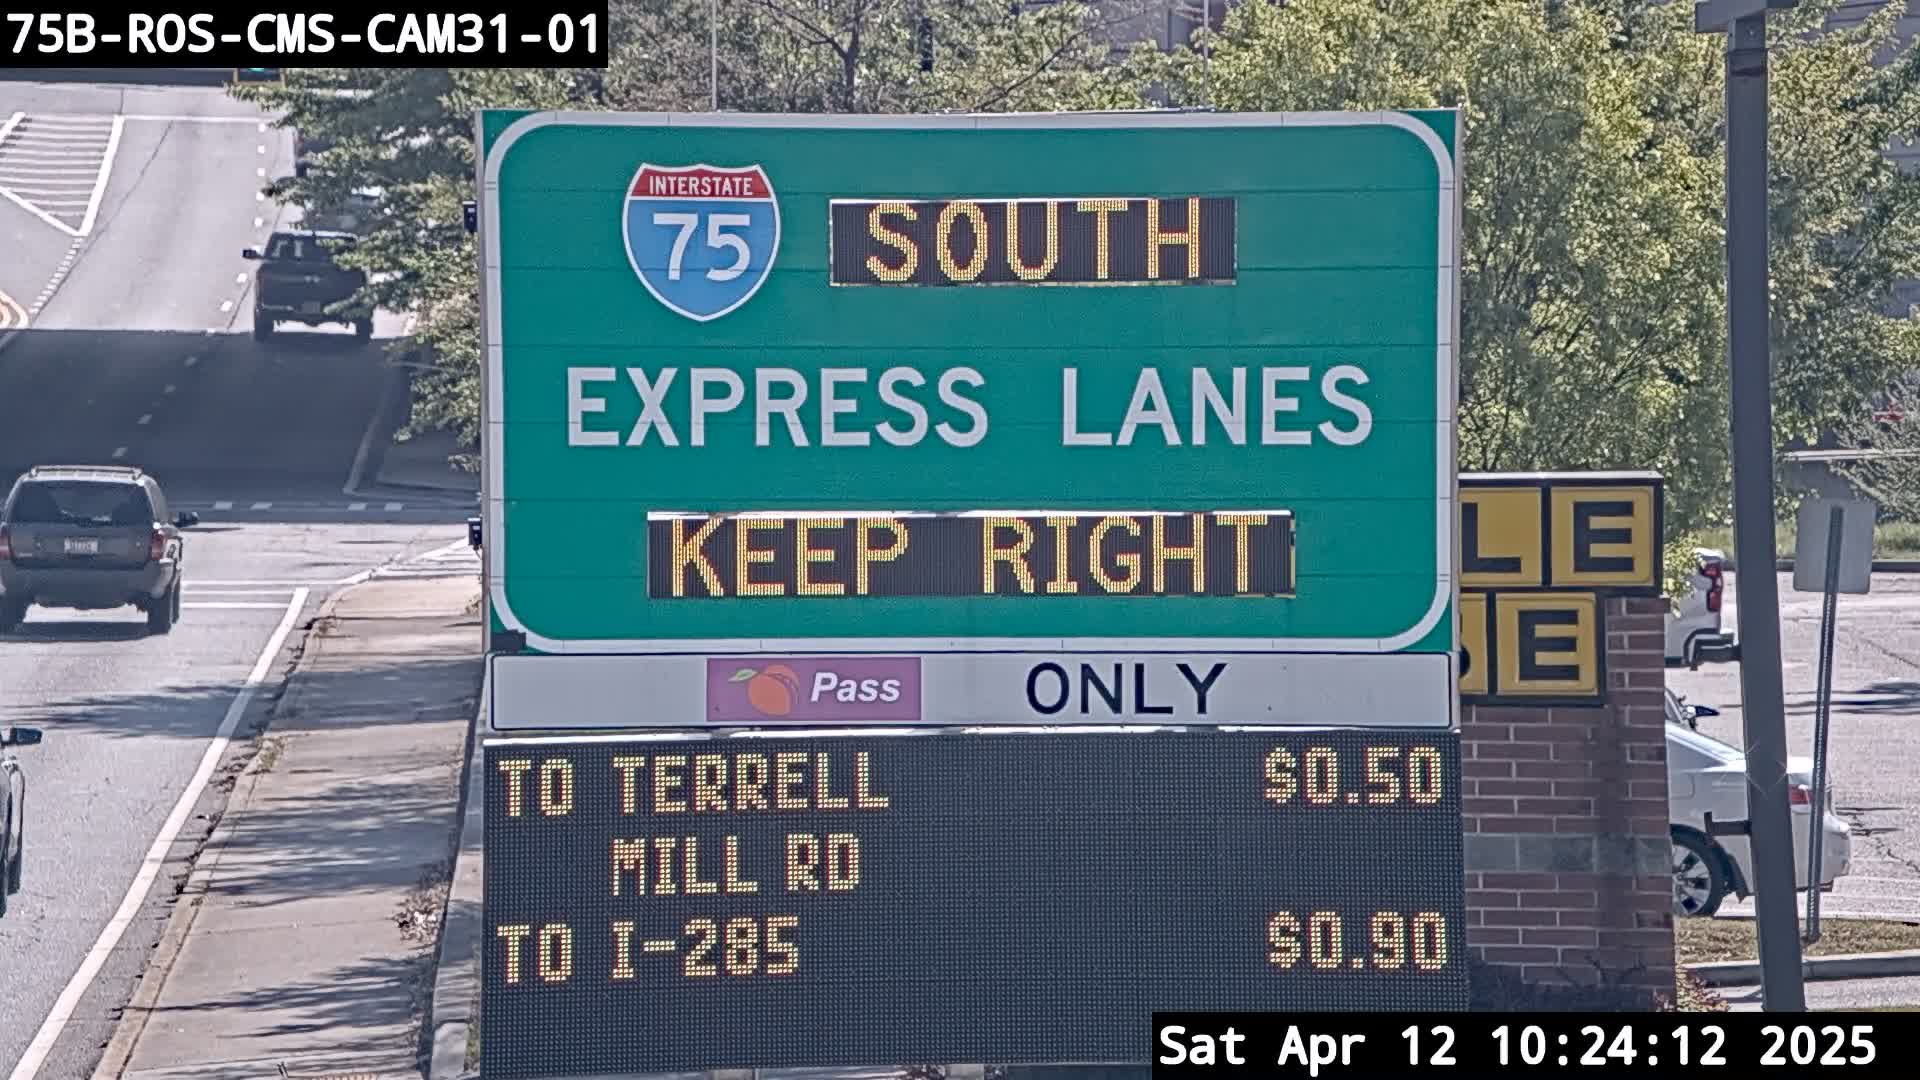 75B-ROS-CMS-CAM31-01
INTERSTATE
75
SOUTH
EXPRESS LANES
KEEP RIGHT
Pass ONLY
TO TERRELL $0.50
MILL RD
TO I-285 $0.90
LE
E
Sat Apr 12 10:24:12 2025